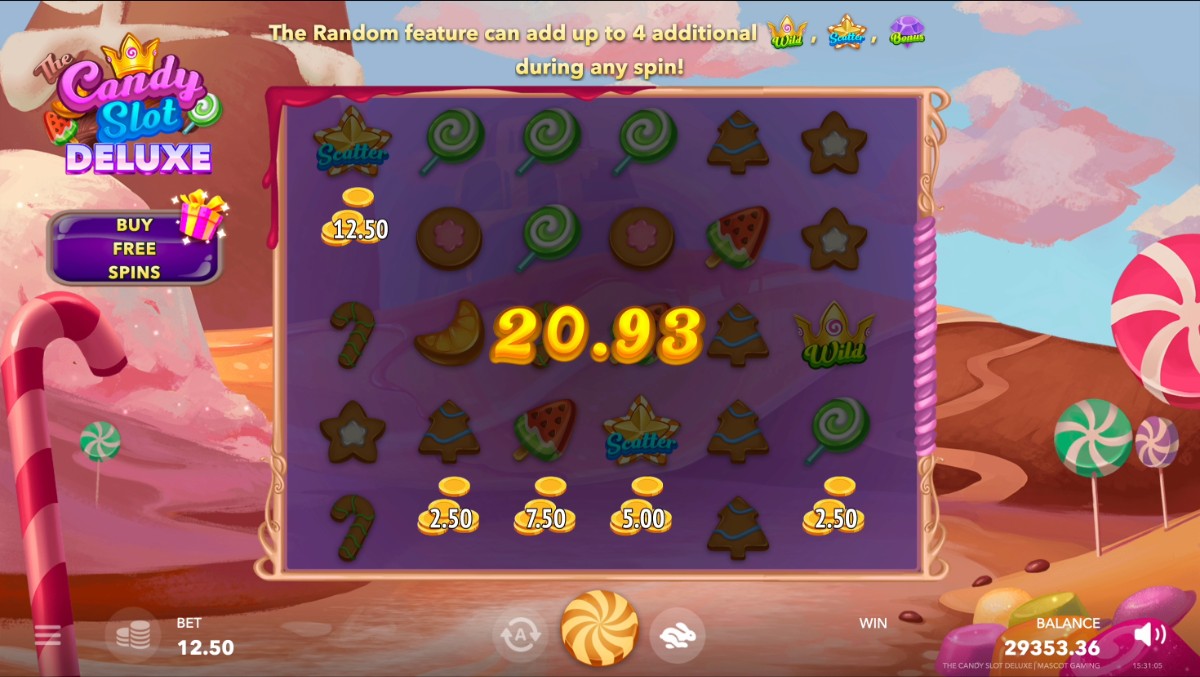 The Random feature can add up to 4 additional Wild, Scatter, Bonus
during any spin!
The
Candy
Slot
DELUXE
BUY
FREE
SPINS
Scatter
12.50
20.93
Wild
Scatter
2.50
7.50
5.00
2.50
BET
12.50
A
WIN
BALANCE
29353.36
THE CANDY SLOT DELUXE | MASCOT GAMING
15:31:05